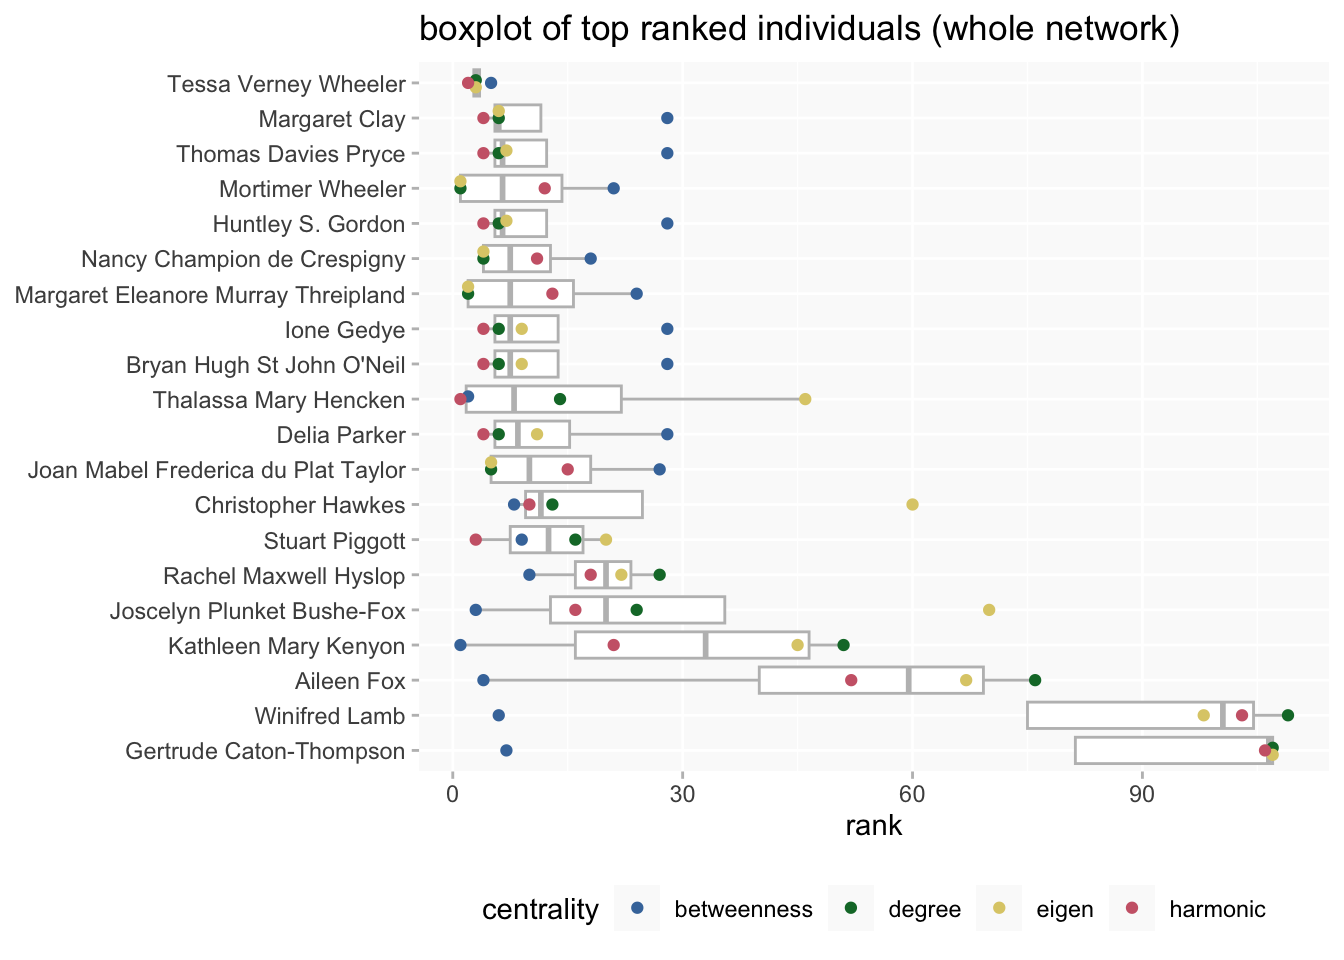 boxplot of top ranked individuals (whole network)
Tessa Verney Wheeler
Margaret Clay
Thomas Davies Pryce
Mortimer Wheeler
Huntley S. Gordon
Nancy Champion de Crespigny
Margaret Eleanore Murray Threipland
Ione Gedye
Bryan Hugh St John O'Neil
Thalassa Mary Hencken
Delia Parker
Joan Mabel Frederica du Plat Taylor
Christopher Hawkes
Stuart Piggott
Rachel Maxwell Hyslop
Joscelyn Plunket Bushe-Fox
Kathleen Mary Kenyon
Aileen Fox
Winifred Lamb
Gertrude Caton-Thompson
0 30 60 90
rank
centrality betweenness degree eigen harmonic